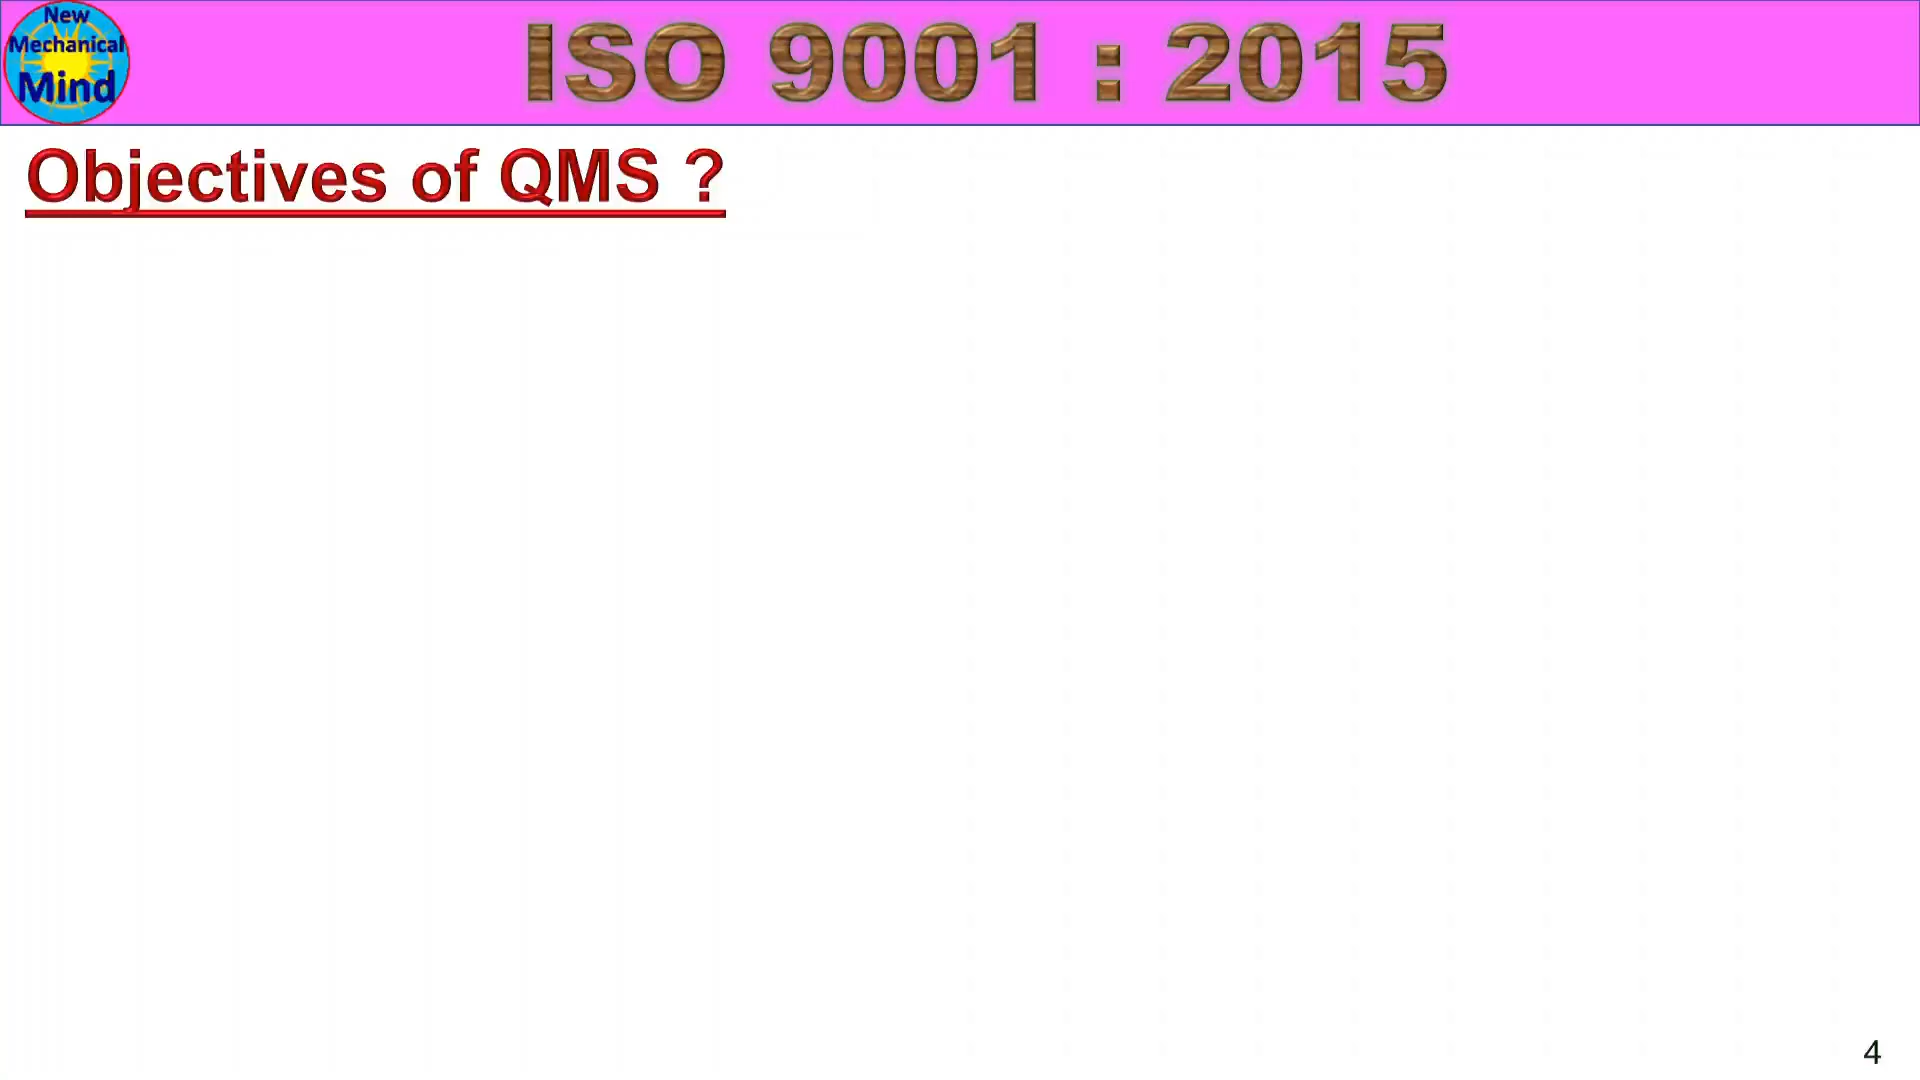 New
Mechanical
Mind
ISO 9001 : 2015
Objectives of QMS ?
4